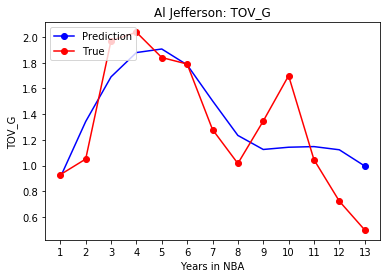 Al Jefferson: TOV_G
Prediction
True
TOV_G
2.0
1.8
1.6
1.4
1.2
1.0
0.8
0.6
1 2 3 4 5 6 7 8 9 10 11 12 13
Years in NBA